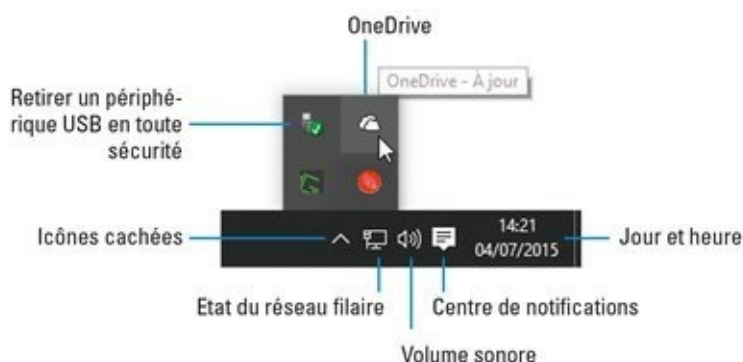 OneDrive
OneDrive - À jour
Retirer un périphé-
rique USB en toute
sécurité
Icônes cachées
14:21
04/07/2015
Jour et heure
Etat du réseau filaire
Centre de notifications
Volume sonore